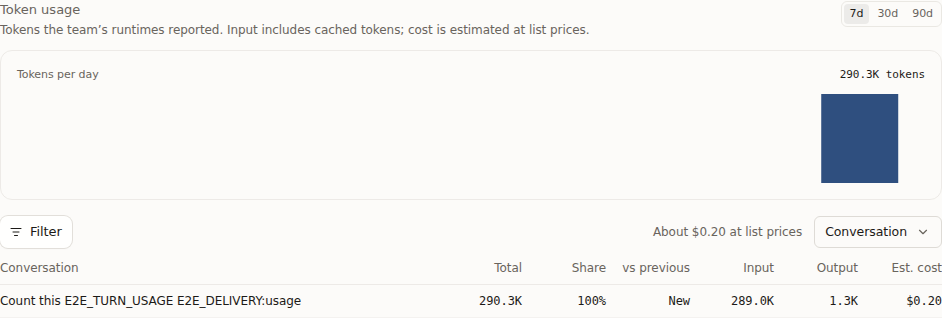 Token usage
7d 30d 90d
Tokens the team's runtimes reported. Input includes cached tokens; cost is estimated at list prices.
Tokens per day
290.3K tokens
Filter
About $0.20 at list prices
Conversation
Conversation Total Share vs previous Input Output Est. cost
Count this E2E_TURN_USAGE E2E_DELIVERY:usage 290.3K 100% New 289.0K 1.3K $0.20